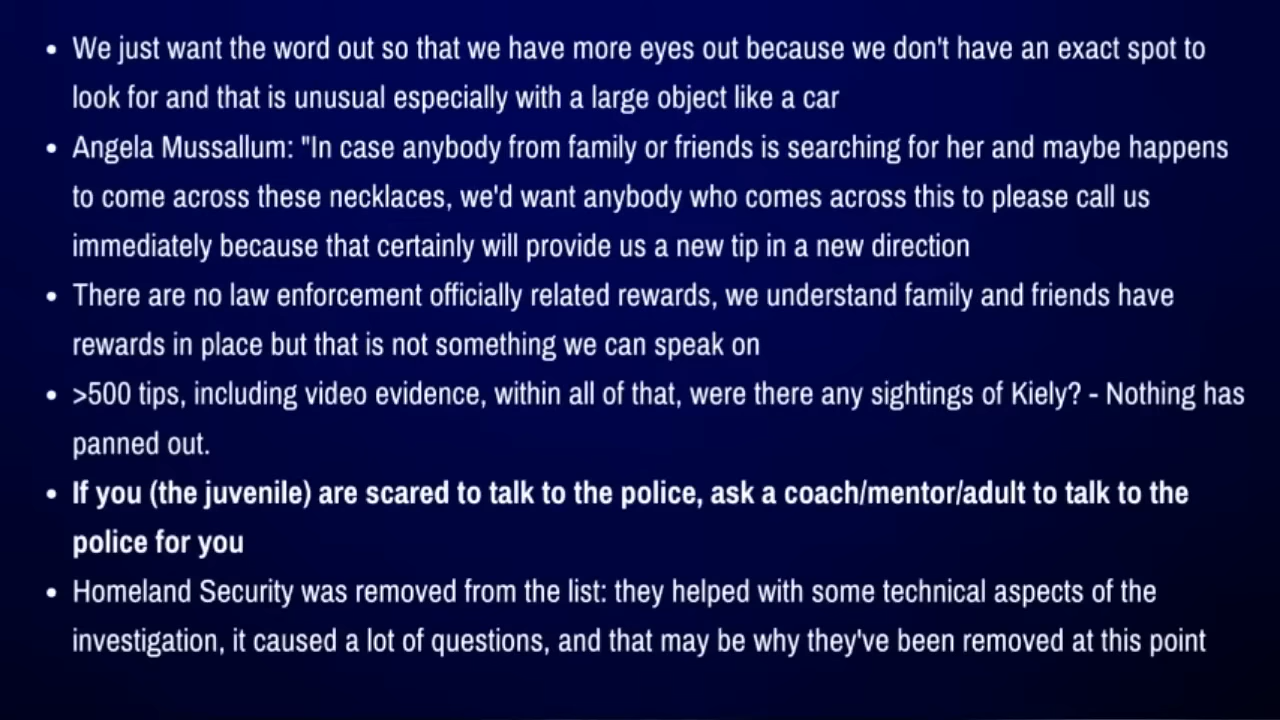 • We just want the word out so that we have more eyes out because we don't have an exact spot to
look for and that is unusual especially with a large object like a car
• Angela Mussallum: "In case anybody from family or friends is searching for her and maybe happens
to come across these necklaces, we'd want anybody who comes across this to please call us
immediately because that certainly will provide us a new tip in a new direction
• There are no law enforcement officially related rewards, we understand family and friends have
rewards in place but that is not something we can speak on
• >500 tips, including video evidence, within all of that, were there any sightings of Kiely? - Nothing has
panned out.
• If you (the juvenile) are scared to talk to the police, ask a coach/mentor/adult to talk to the
police for you
• Homeland Security was removed from the list: they helped with some technical aspects of the
investigation, it caused a lot of questions, and that may be why they've been removed at this point